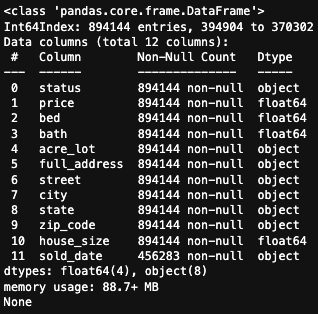 <class 'pandas.core.frame.DataFrame'>
Int64Index: 894144 entries, 394904 to 370302
Data columns (total 12 columns):
 #   Column        Non-Null Count   Dtype
---  ------        --------------   -----
 0   status        894144 non-null  object
 1   price         894144 non-null  float64
 2   bed           894144 non-null  float64
 3   bath          894144 non-null  float64
 4   acre_lot      894144 non-null  object
 5   full_address  894144 non-null  object
 6   street        894144 non-null  object
 7   city          894144 non-null  object
 8   state         894144 non-null  object
 9   zip_code      894144 non-null  object
 10  house_size    894144 non-null  float64
 11  sold_date     456283 non-null  object
dtypes: float64(4), object(8)
memory usage: 88.7+ MB
None